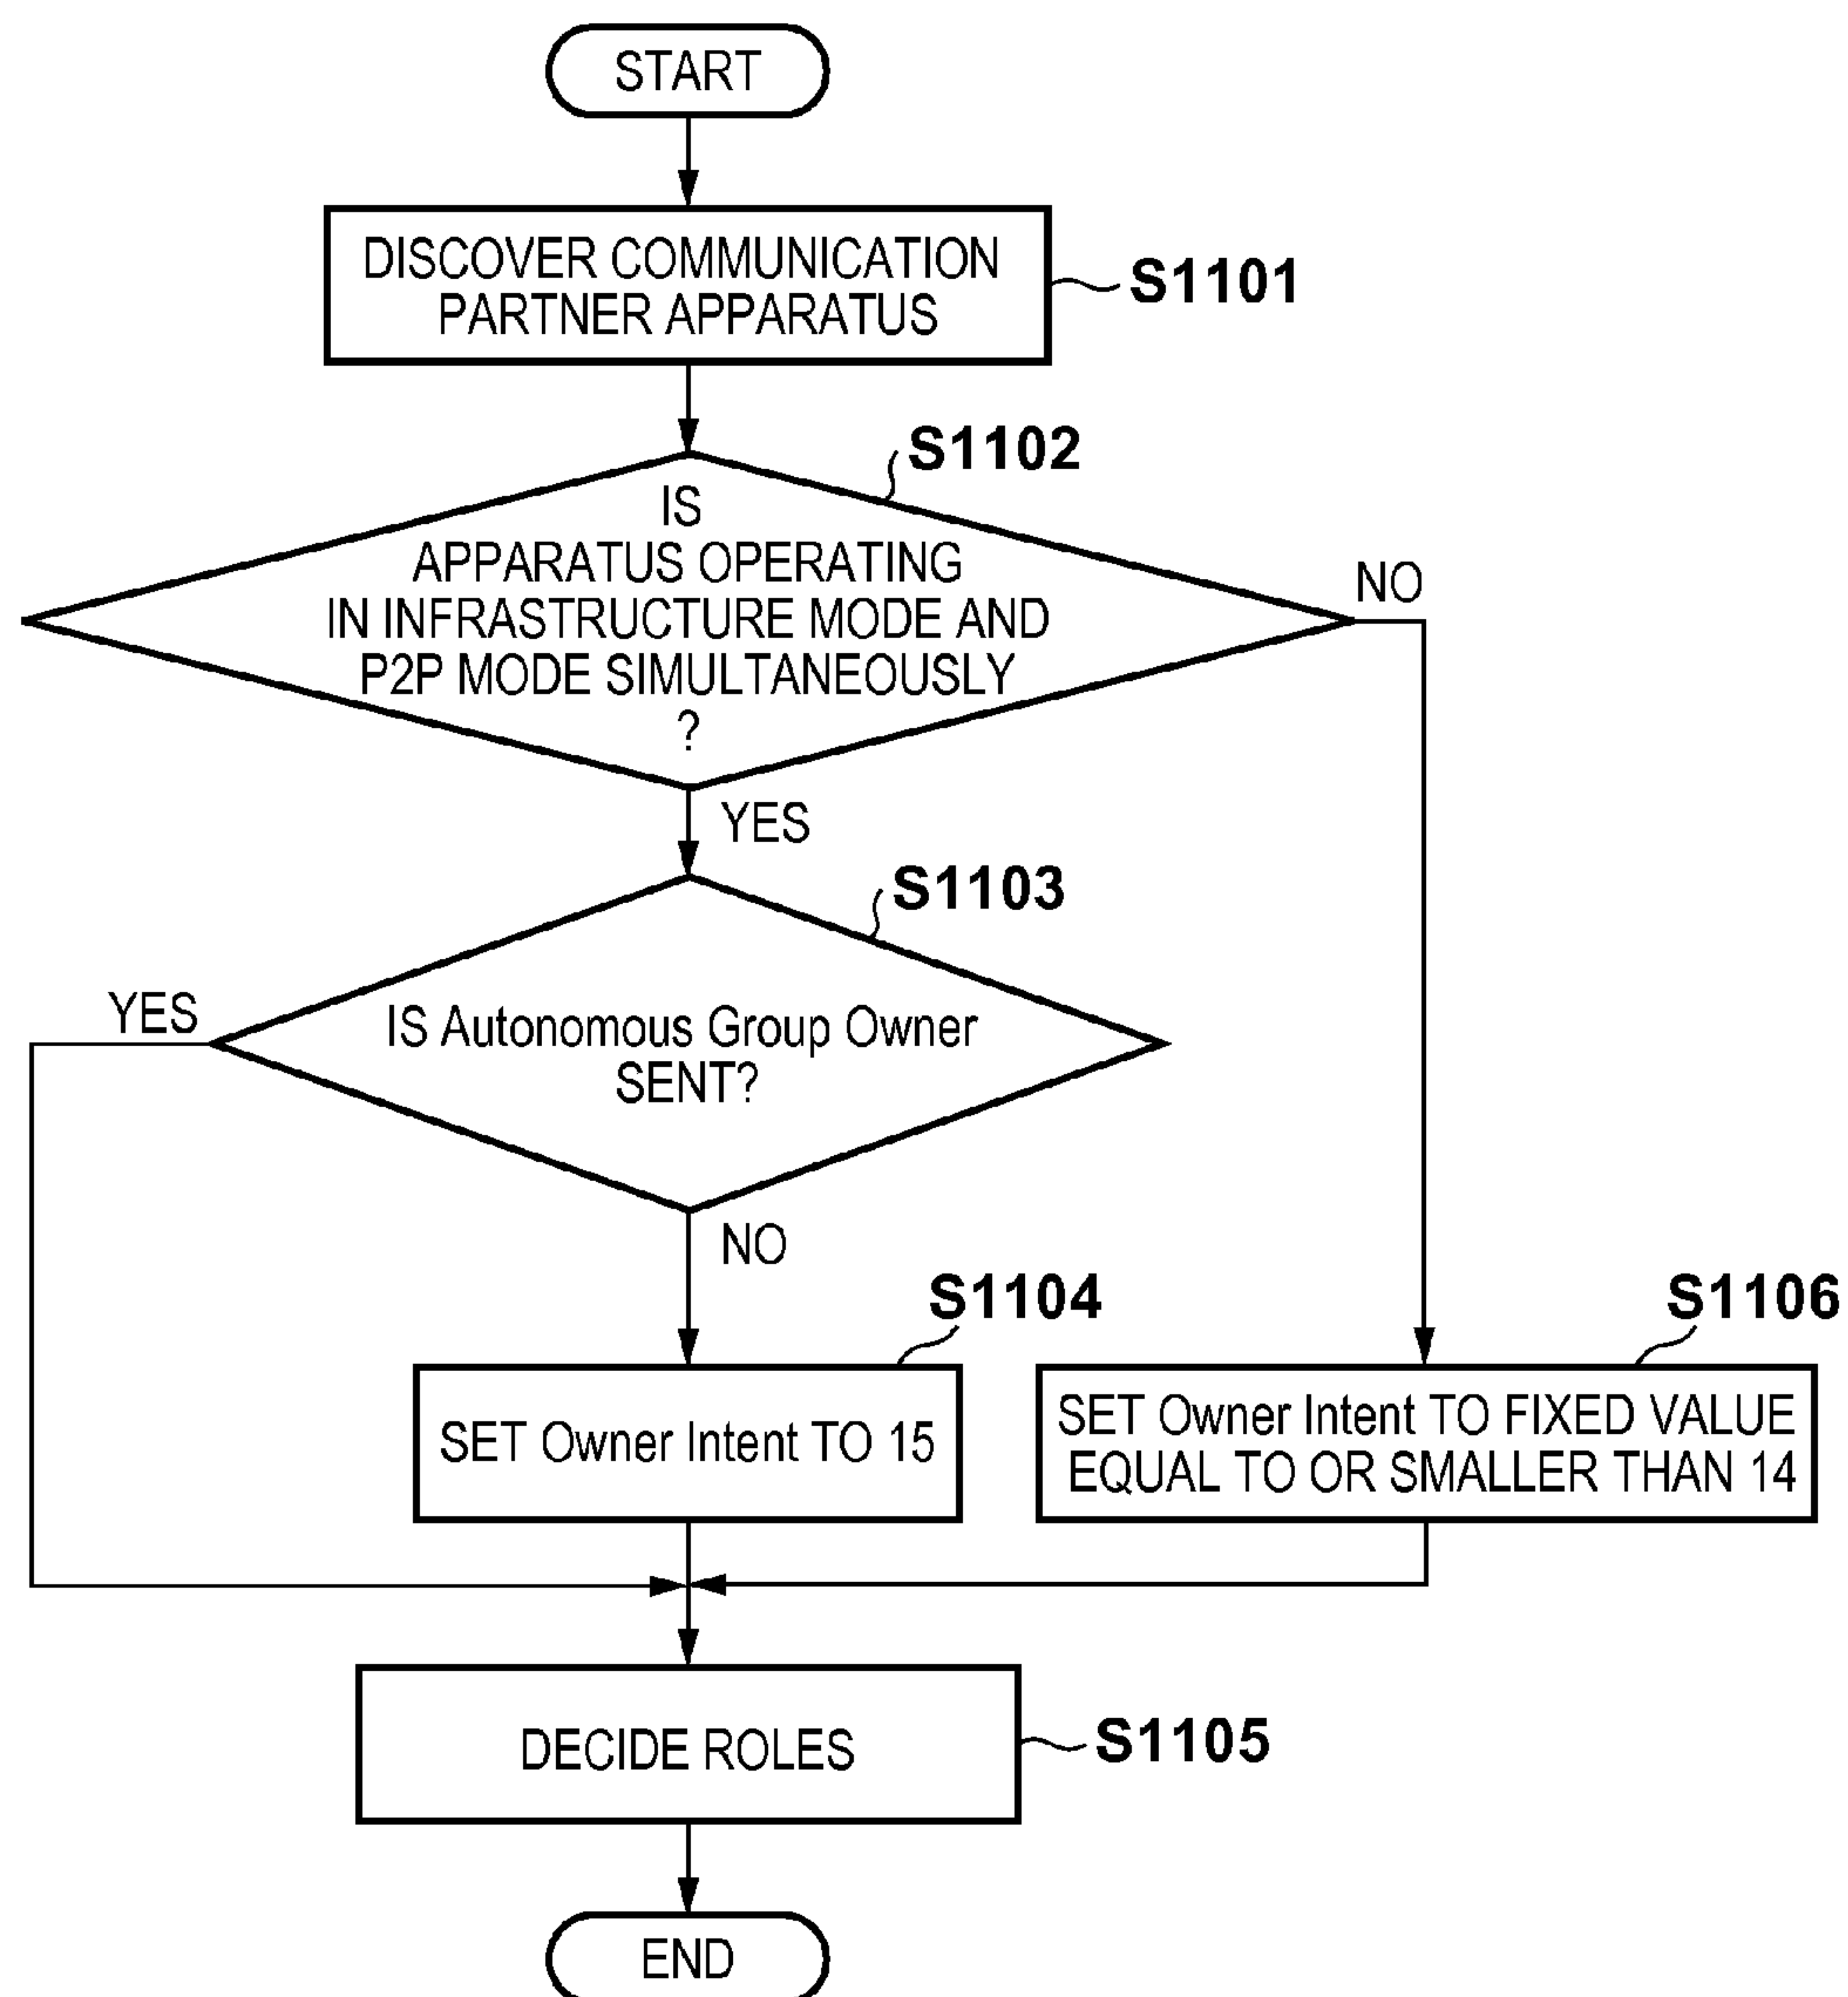 START
DISCOVER COMMUNICATION
PARTNER APPARATUS
S1101
S1102
IS
APPARATUS OPERATING
IN INFRASTRUCTURE MODE AND
P2P MODE SIMULTANEOUSLY
?
NO
YES
S1103
YES
IS Autonomous Group Owner
SENT?
NO
S1104
SET Owner Intent TO 15
S1106
SET Owner Intent TO FIXED VALUE
EQUAL TO OR SMALLER THAN 14
DECIDE ROLES
S1105
END